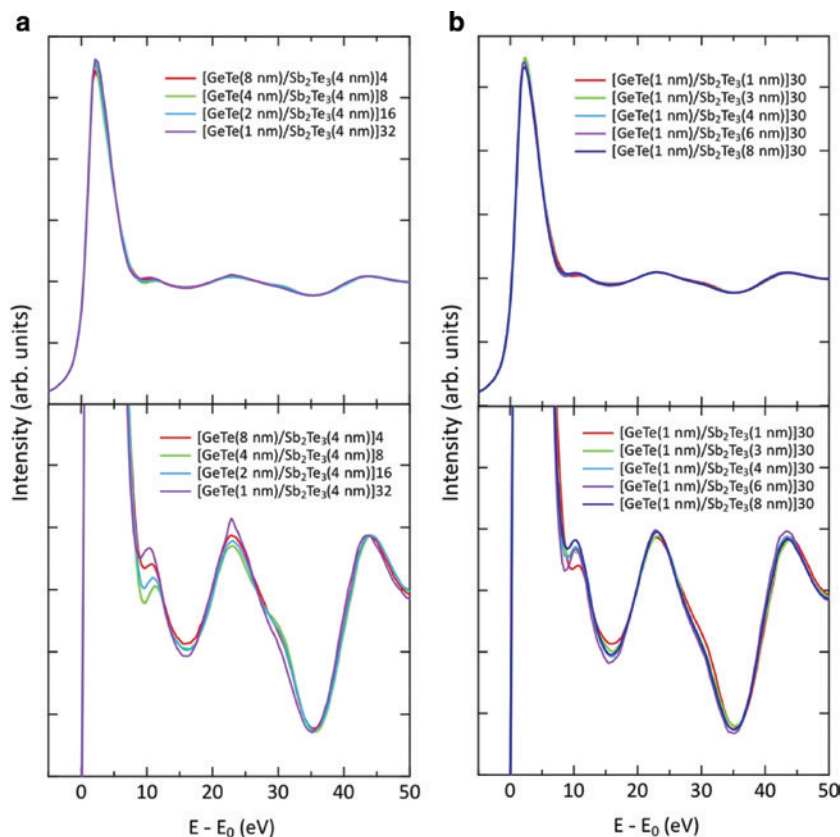 a
[GeTe(8 nm)/Sb₂Te₃(4 nm)]4
[GeTe(4 nm)/Sb₂Te₃(4 nm)]8
[GeTe(2 nm)/Sb₂Te₃(4 nm)]16
[GeTe(1 nm)/Sb₂Te₃(4 nm)]32
Intensity (arb. units)
[GeTe(8 nm)/Sb₂Te₃(4 nm)]4
[GeTe(4 nm)/Sb₂Te₃(4 nm)]8
[GeTe(2 nm)/Sb₂Te₃(4 nm)]16
[GeTe(1 nm)/Sb₂Te₃(4 nm)]32
0 10 20 30 40 50
E - E₀ (eV)
b
[GeTe(1 nm)/Sb₂Te₃(1 nm)]30
[GeTe(1 nm)/Sb₂Te₃(3 nm)]30
[GeTe(1 nm)/Sb₂Te₃(4 nm)]30
[GeTe(1 nm)/Sb₂Te₃(6 nm)]30
[GeTe(1 nm)/Sb₂Te₃(8 nm)]30
Intensity (arb. units)
[GeTe(1 nm)/Sb₂Te₃(1 nm)]30
[GeTe(1 nm)/Sb₂Te₃(3 nm)]30
[GeTe(1 nm)/Sb₂Te₃(4 nm)]30
[GeTe(1 nm)/Sb₂Te₃(6 nm)]30
[GeTe(1 nm)/Sb₂Te₃(8 nm)]30
0 10 20 30 40 50
E - E₀ (eV)